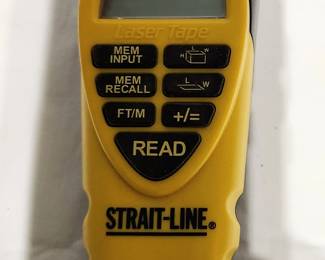 Laser Tape
MEM INPUT
H L W
MEM RECALL
L W
FT/M
+/=
READ
STRAIT-LINE®